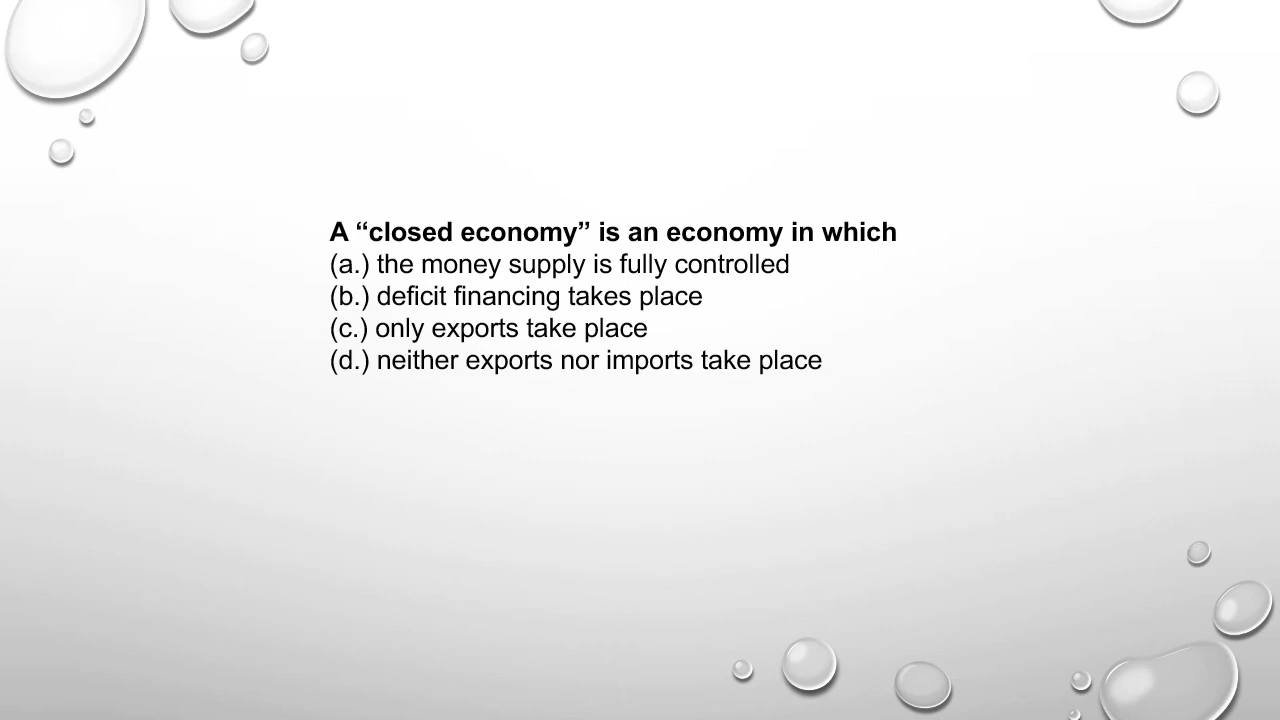 A “closed economy” is an economy in which
(a.) the money supply is fully controlled
(b.) deficit financing takes place
(c.) only exports take place
(d.) neither exports nor imports take place